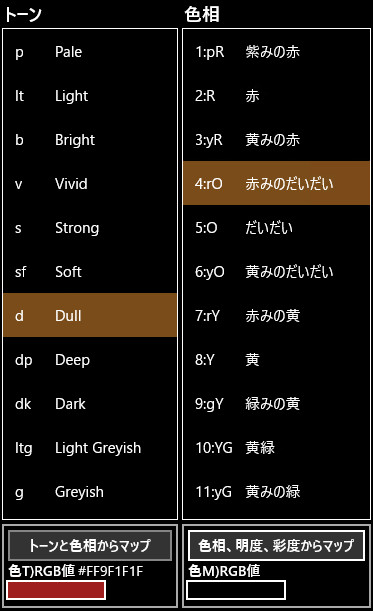 トーン
p Pale
lt Light
b Bright
v Vivid
s Strong
sf Soft
d Dull
dp Deep
dk Dark
ltg Light Greyish
g Greyish
トーンと色相からマップ
色T)RGB値 #FF9F1F1F
色相
1:pR 紫みの赤
2:R 赤
3:yR 黄みの赤
4:rO 赤みのだいだい
5:O だいだい
6:yO 黄みのだいだい
7:rY 赤みの黄
8:Y 黄
9:gY 緑みの黄
10:YG 黄緑
11:yG 黄みの緑
色相、明度、彩度からマップ
色M)RGB値